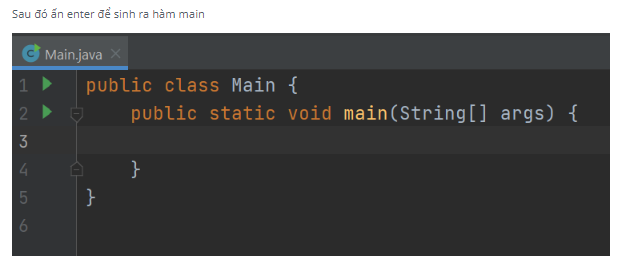 Sau đó ấn enter để sinh ra hàm main
Main.java
1 public class Main {
2     public static void main(String[] args) {
3
4     }
5 }
6